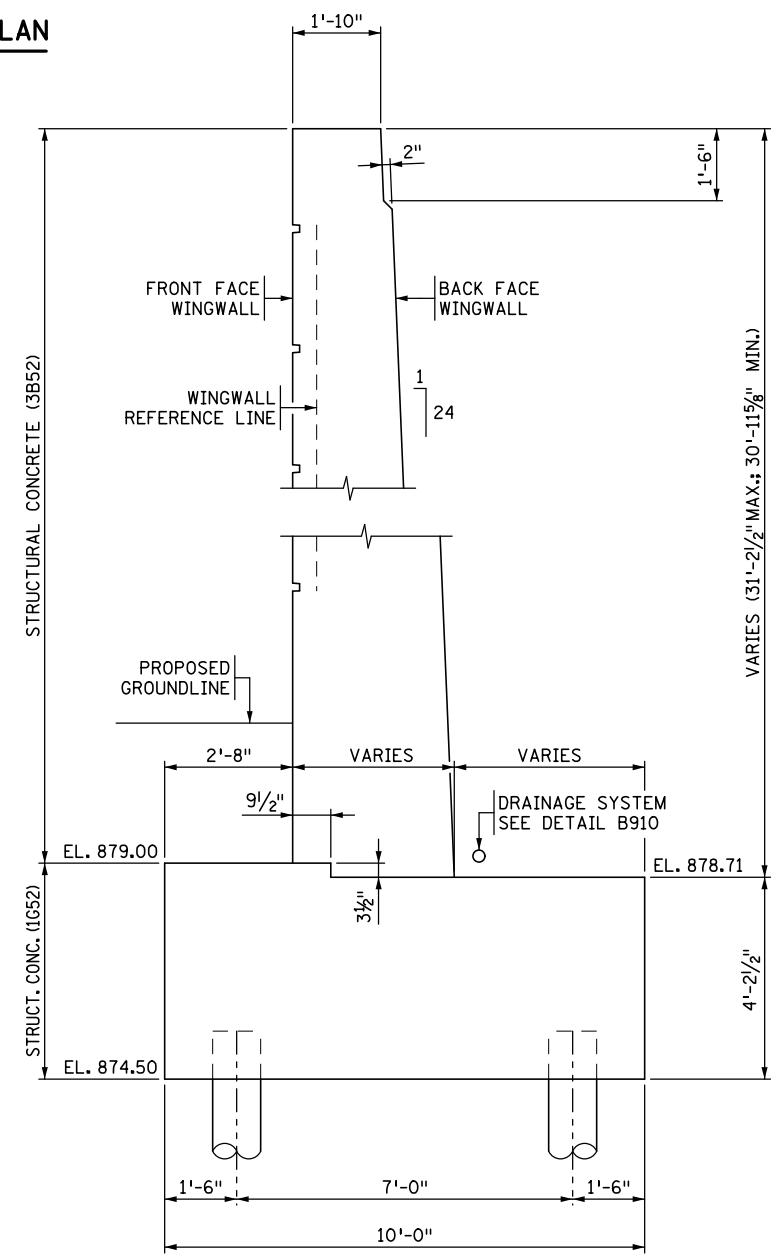 LAN
1'-10"
2"
1'-6"
FRONT FACE
WINGWALL
BACK FACE
WINGWALL
WINGWALL
REFERENCE LINE
1
24
STRUCTURAL CONCRETE (3B52)
VARIES (31'-2½" MAX.; 30'-11⅝" MIN.)
PROPOSED
GROUNDLINE
2'-8"
VARIES
VARIES
9½"
DRAINAGE SYSTEM
SEE DETAIL B910
EL. 879.00
EL. 878.71
3½"
STRUCT. CONC. (1G52)
4'-2½"
EL. 874.50
1'-6"
7'-0"
1'-6"
10'-0"